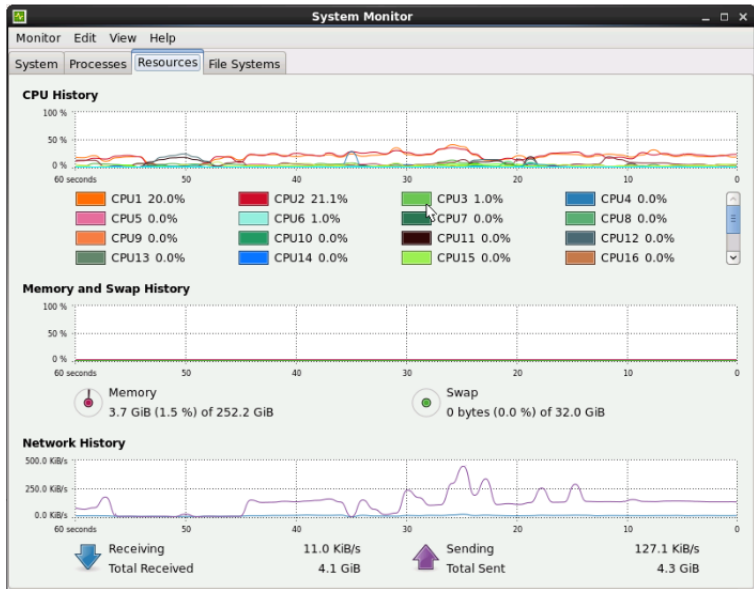 System Monitor
Monitor Edit View Help
System Processes Resources File Systems
CPU History
100 %
50 %
0 %
60 seconds 50 40 30 20 10 0
CPU1 20.0% CPU2 21.1% CPU3 1.0% CPU4 0.0%
CPU5 0.0% CPU6 1.0% CPU7 0.0% CPU8 0.0%
CPU9 0.0% CPU10 0.0% CPU11 0.0% CPU12 0.0%
CPU13 0.0% CPU14 0.0% CPU15 0.0% CPU16 0.0%
Memory and Swap History
100 %
50 %
0 %
60 seconds 50 40 30 20 10 0
Memory Swap
3.7 GiB (1.5 %) of 252.2 GiB 0 bytes (0.0 %) of 32.0 GiB
Network History
500.0 KiB/s
250.0 KiB/s
0.0 KiB/s
60 seconds 50 40 30 20 10 0
Receiving 11.0 KiB/s Sending 127.1 KiB/s
Total Received 4.1 GiB Total Sent 4.3 GiB